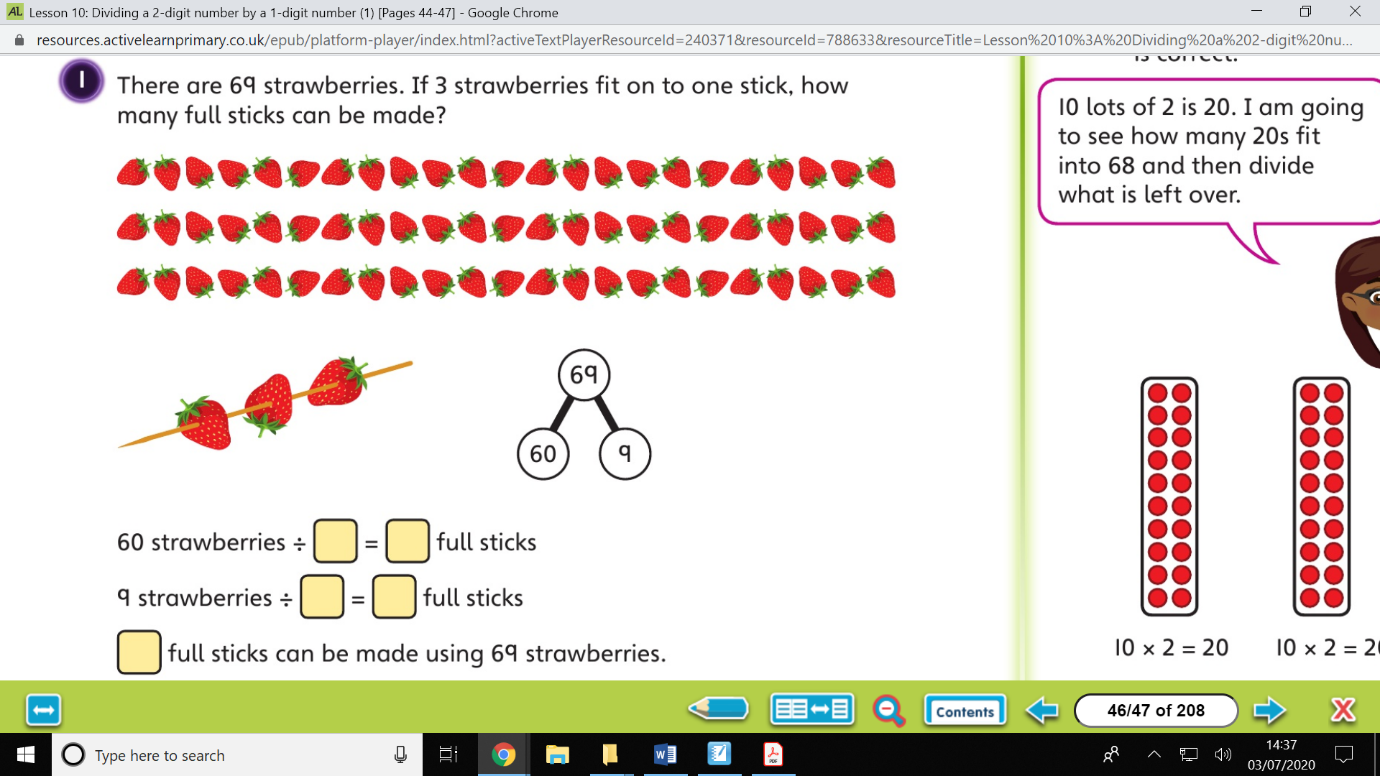 Lesson 10: Dividing a 2-digit number by a 1-digit number (1) [Pages 44-47] - Google Chrome
resources.activelearnprimary.co.uk/epub/platform-player/index.html?activeTextPlayerResourceId=240371&resourceId=788633&resourceTitle=Lesson%2010%3A%20Dividing%20a%202-digit%20nu...
1
There are 69 strawberries. If 3 strawberries fit on to one stick, how
many full sticks can be made?
69
60 9
60 strawberries ÷ = full sticks
9 strawberries ÷ = full sticks
full sticks can be made using 69 strawberries.
is correct.
10 lots of 2 is 20. I am going
to see how many 20s fit
into 68 and then divide
what is left over.
10 × 2 = 20 10 × 2 = 20
Contents
46/47 of 208
X
Type here to search
14:37
03/07/2020